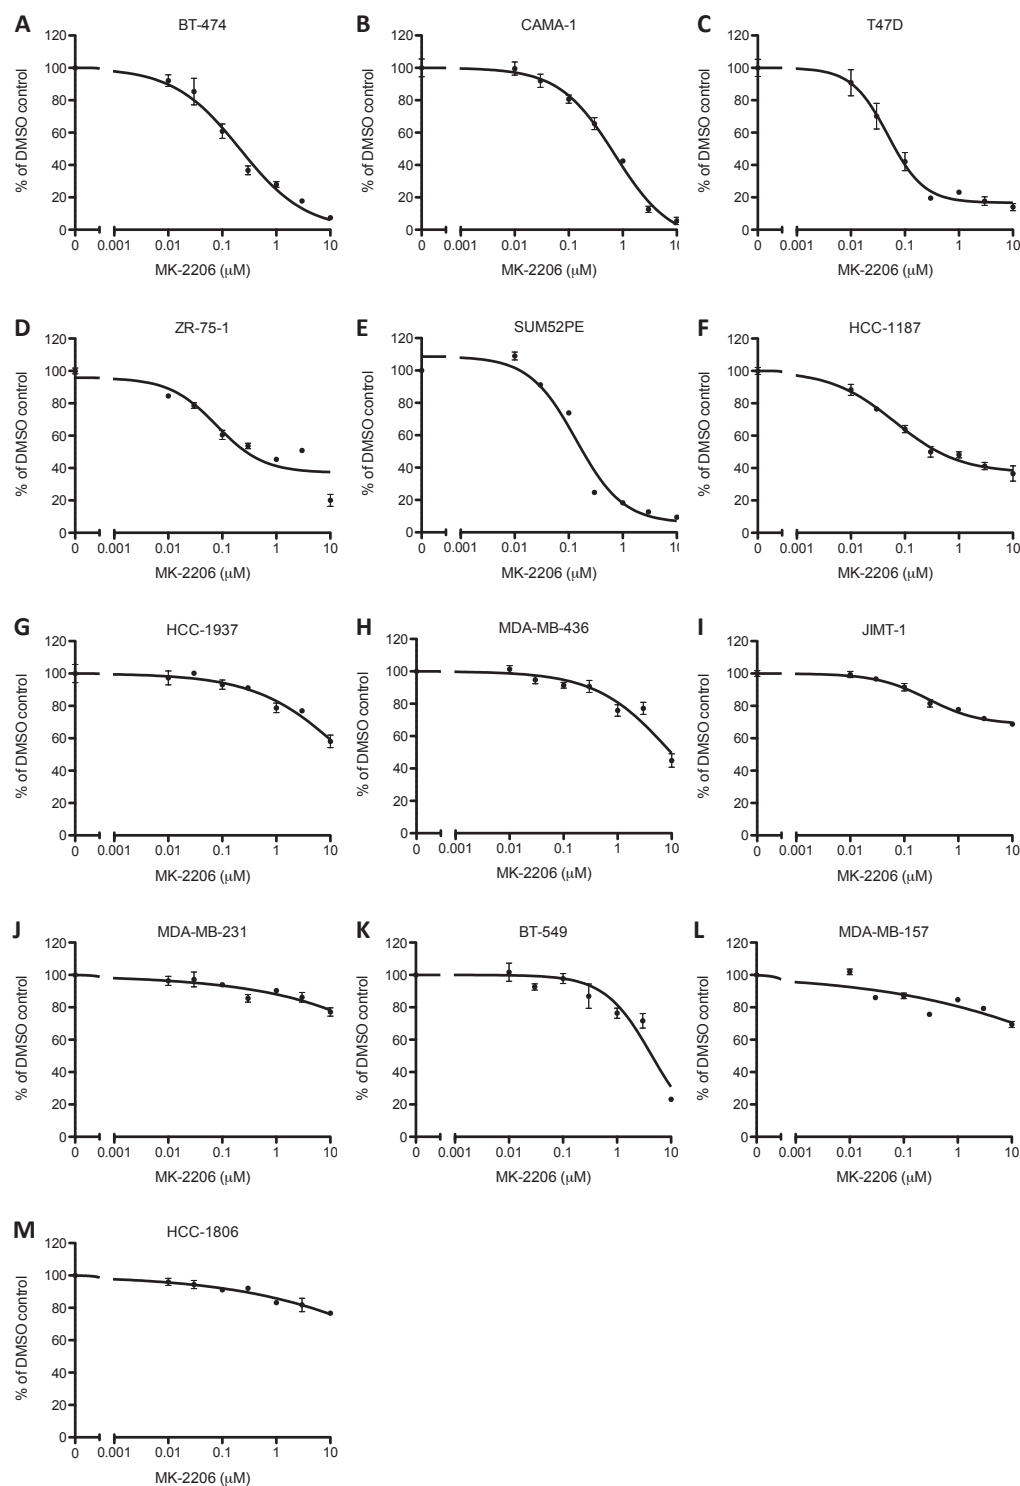 A
BT-474
120
100
80
60
40
20
0
% of DMSO control
0 0.001 0.01 0.1 1 10
MK-2206 (μM)
B
CAMA-1
120
100
80
60
40
20
0
% of DMSO control
0 0.001 0.01 0.1 1 10
MK-2206 (μM)
C
T47D
120
100
80
60
40
20
0
% of DMSO control
0 0.001 0.01 0.1 1 10
MK-2206 (μM)
D
ZR-75-1
120
100
80
60
40
20
0
% of DMSO control
0 0.001 0.01 0.1 1 10
MK-2206 (μM)
E
SUM52PE
120
100
80
60
40
20
0
% of DMSO control
0 0.001 0.01 0.1 1 10
MK-2206 (μM)
F
HCC-1187
120
100
80
60
40
20
0
% of DMSO control
0 0.001 0.01 0.1 1 10
MK-2206 (μM)
G
HCC-1937
120
100
80
60
40
20
0
% of DMSO control
0 0.001 0.01 0.1 1 10
MK-2206 (μM)
H
MDA-MB-436
120
100
80
60
40
20
0
% of DMSO control
0 0.001 0.01 0.1 1 10
MK-2206 (μM)
I
JIMT-1
120
100
80
60
40
20
0
% of DMSO control
0 0.001 0.01 0.1 1 10
MK-2206 (μM)
J
MDA-MB-231
120
100
80
60
40
20
0
% of DMSO control
0 0.001 0.01 0.1 1 10
MK-2206 (μM)
K
BT-549
120
100
80
60
40
20
0
% of DMSO control
0 0.001 0.01 0.1 1 10
MK-2206 (μM)
L
MDA-MB-157
120
100
80
60
40
20
0
% of DMSO control
0 0.001 0.01 0.1 1 10
MK-2206 (μM)
M
HCC-1806
120
100
80
60
40
20
0
% of DMSO control
0 0.001 0.01 0.1 1 10
MK-2206 (μM)